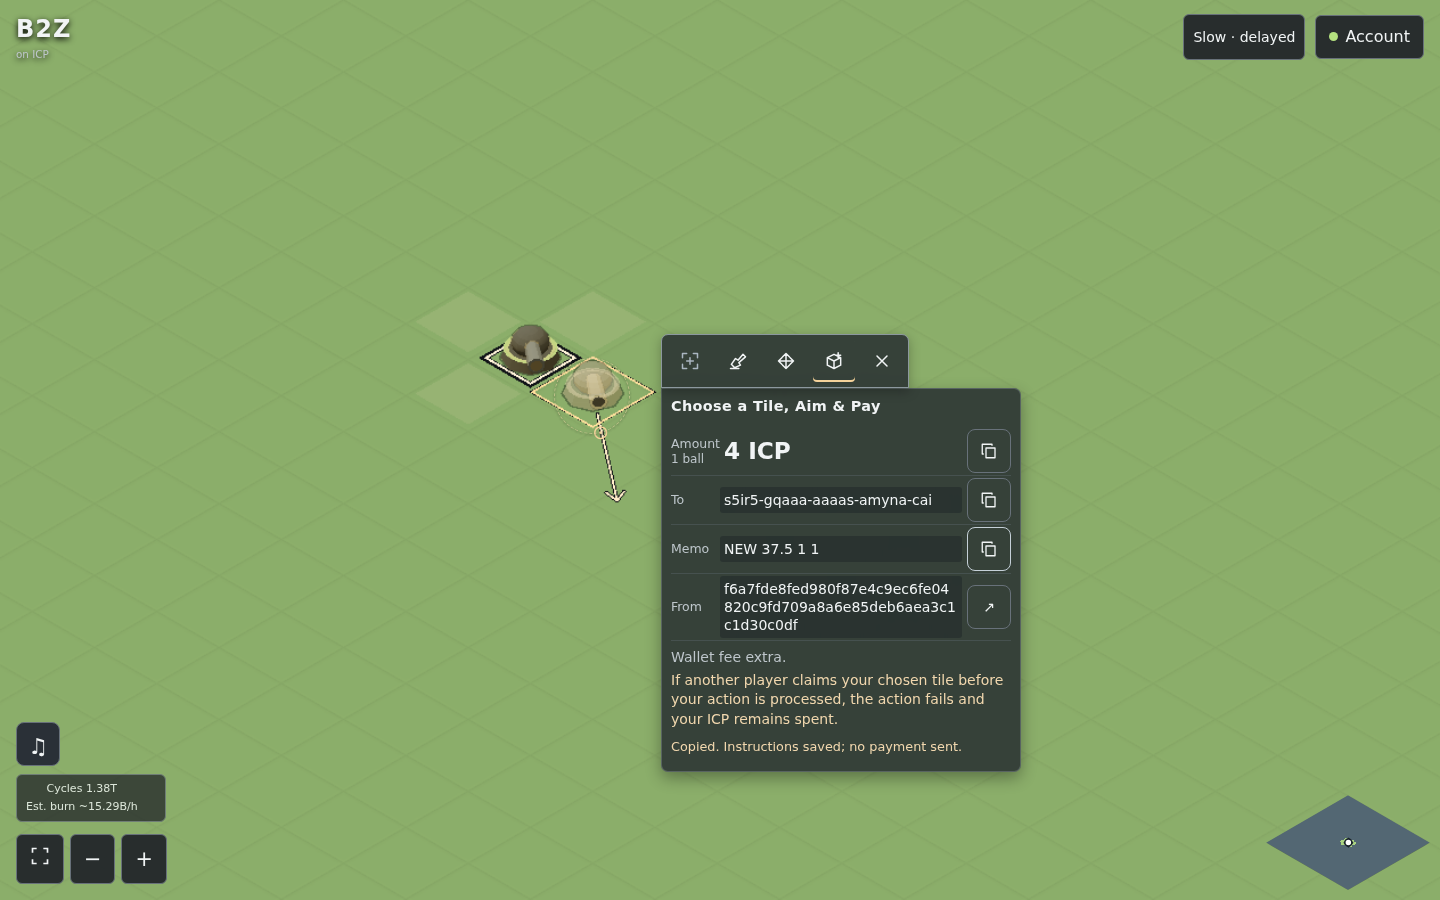 B2Z
on ICP
Slow · delayed
Account
Choose a Tile, Aim & Pay
Amount
1 ball
4 ICP
To
s5ir5-gqaaa-aaaas-amyna-cai
Memo
NEW 37.5 1 1
From
f6a7fde8fed980f87e4c9ec6fe04
820c9fd709a8a6e85deb6aea3c1
c1d30c0df
Wallet fee extra.
If another player claims your chosen tile before
your action is processed, the action fails and
your ICP remains spent.
Copied. Instructions saved; no payment sent.
Cycles 1.38T
Est. burn ~15.29B/h